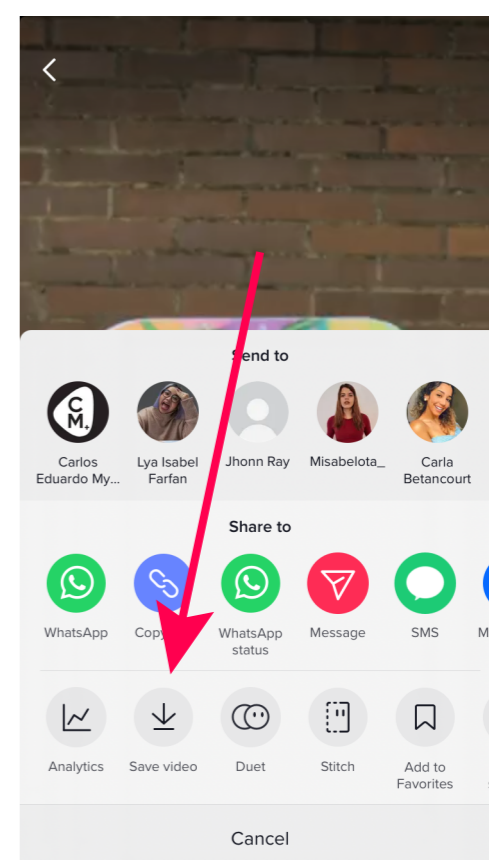 Send to
C
M.
Carlos
Eduardo My...
Lya Isabel
Farfan
Jhonn Ray
Misabelota_
Carla
Betancourt
Share to
WhatsApp
Copy
WhatsApp
status
Message
SMS
M
Analytics
Save video
Duet
Stitch
Add to
Favorites
Cancel